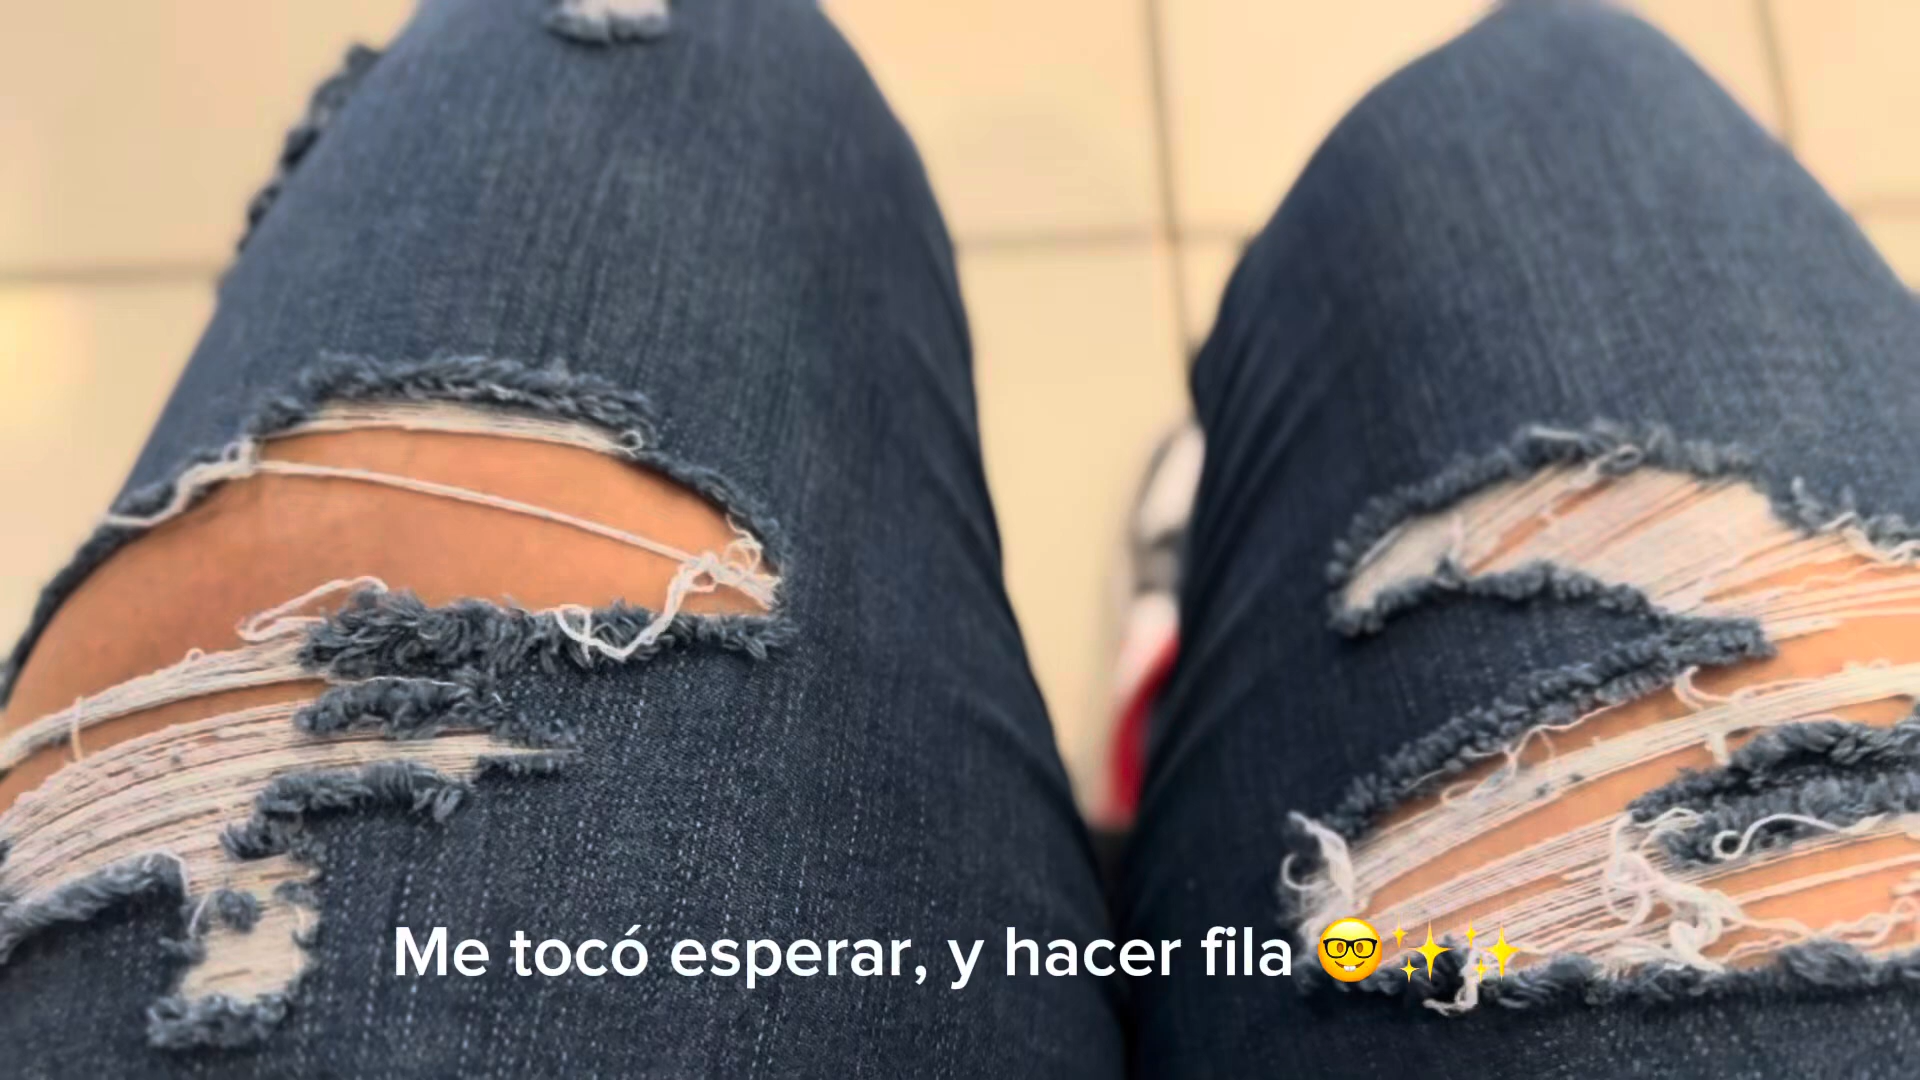 Me tocó esperar, y hacer fila 🤓✨✨